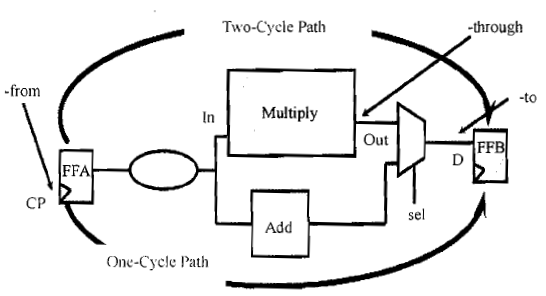 Two-Cycle Path
-through
-from
-to
In
Multiply
Out
FFA
D
FFB
CP
Add
sel
One-Cycle Path